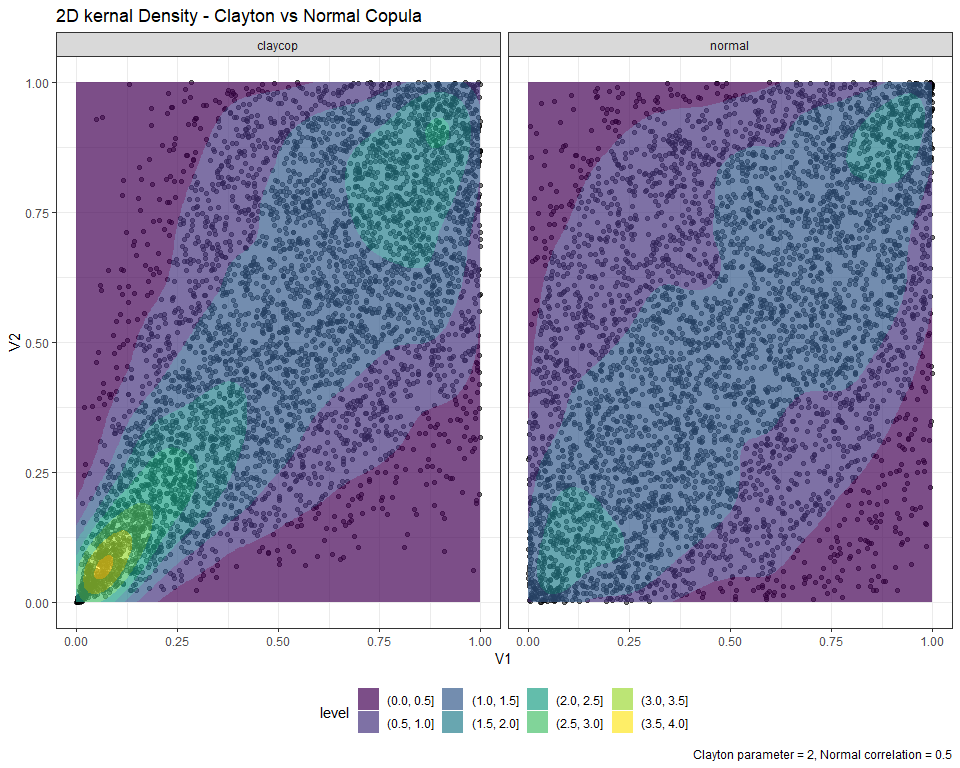 2D kernal Density - Clayton vs Normal Copula
claycop normal
1.00
0.75
0.50
0.25
0.00
V2
0.00 0.25 0.50 0.75 1.00 0.00 0.25 0.50 0.75 1.00
V1
level
(0.0, 0.5] (1.0, 1.5] (2.0, 2.5] (3.0, 3.5]
(0.5, 1.0] (1.5, 2.0] (2.5, 3.0] (3.5, 4.0]
Clayton parameter = 2, Normal correlation = 0.5